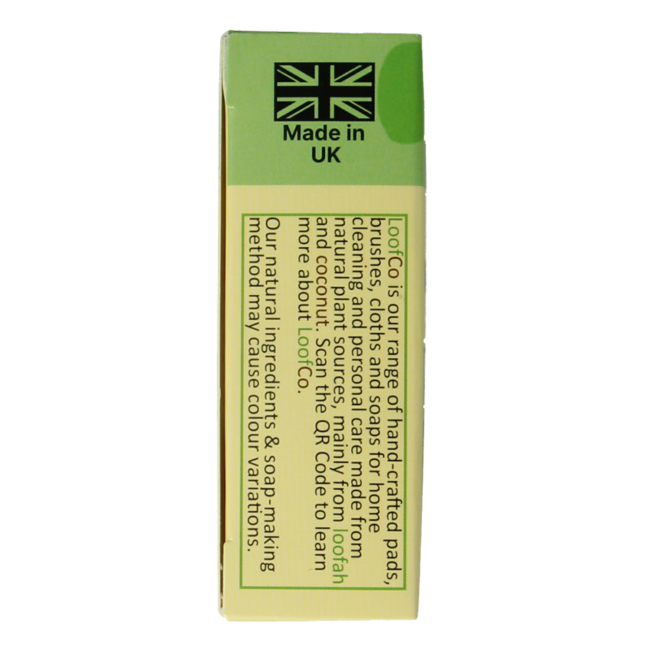 Made in
UK
LoofCo is our range of hand-crafted pads,
brushes, cloths and soaps for home
cleaning and personal care made from
natural plant sources, mainly from loofah
and coconut. Scan the QR Code to learn
more about LoofCo.
Our natural ingredients & soap-making
method may cause colour variations.